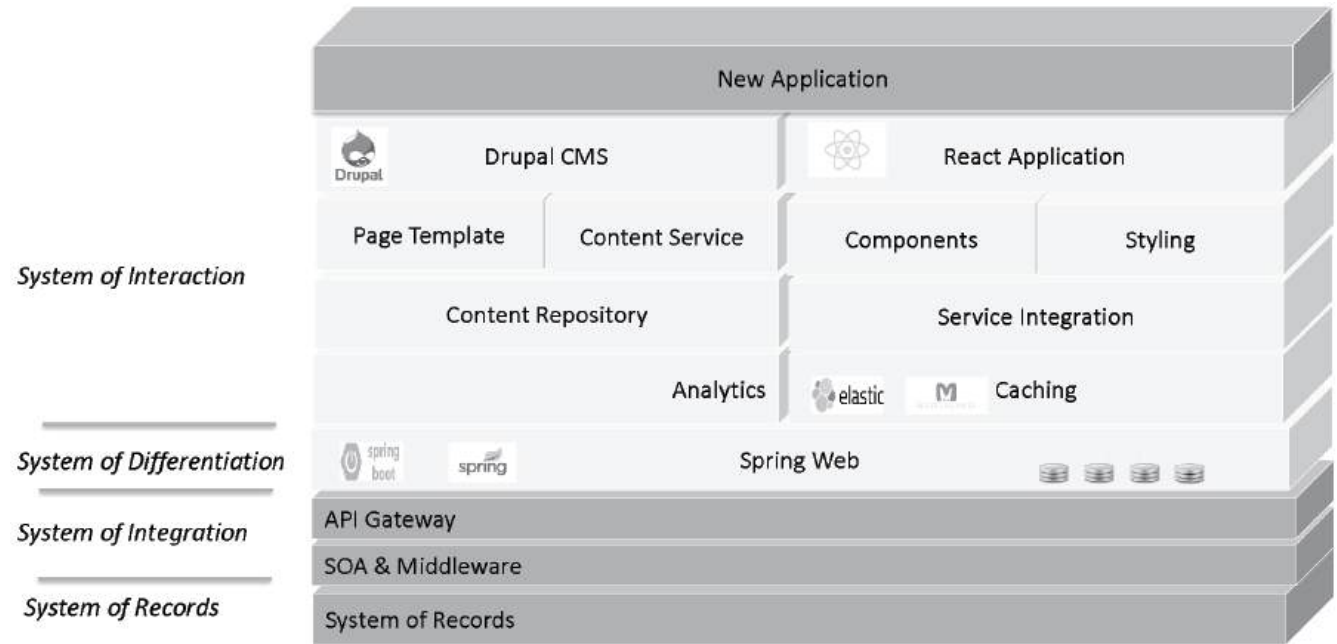 New Application
Drupal
Drupal CMS
React Application
Page Template
Content Service
Components
Styling
System of Interaction
Content Repository
Service Integration
Analytics
elastic
Caching
System of Differentiation
spring
boot
spring
Spring Web
System of Integration
API Gateway
SOA & Middleware
System of Records
System of Records